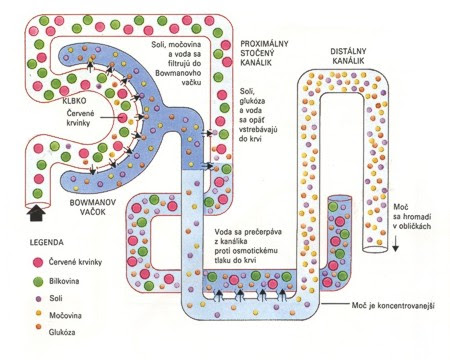 Soli, močovina
a voda sa
filtrujú do
Bowmanovho
vačku
PROXIMÁLNY
STOČENÝ
KANÁLIK
DISTÁLNY
KANÁLIK
KLBKO
Červené
krvinky
Soli,
glukóza
a voda
sa opäť
vstrebávajú
do krvi
BOWMANOV
VAČOK
Voda sa prečerpáva
z kanálika
proti osmotickému
tlaku do krvi
Moč
sa hromadí
v obličkách
LEGENDA
Červené krvinky
Bílkovina
Soli
Močovina
Glukóza
Moč je koncentrovanejší